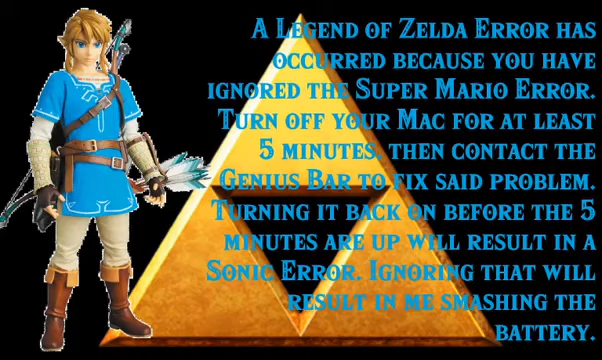 A Legend of Zelda Error has
occurred because you have
ignored the Super Mario Error.
Turn off your Mac for at least
5 minutes, then contact the
Genius Bar to fix said problem.
Turning it back on before the 5
minutes are up will result in a
Sonic Error. Ignoring that will
result in me smashing the
battery.